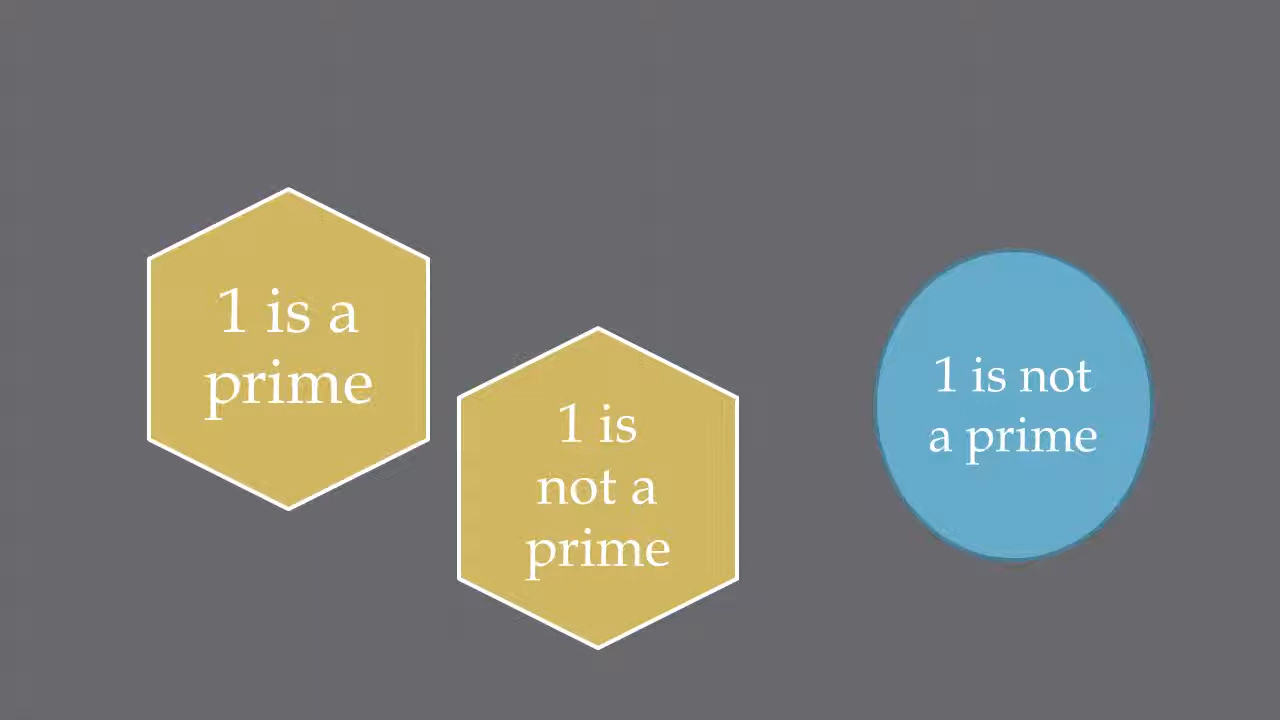 1 is a
prime
1 is
not a
prime
1 is not
a prime